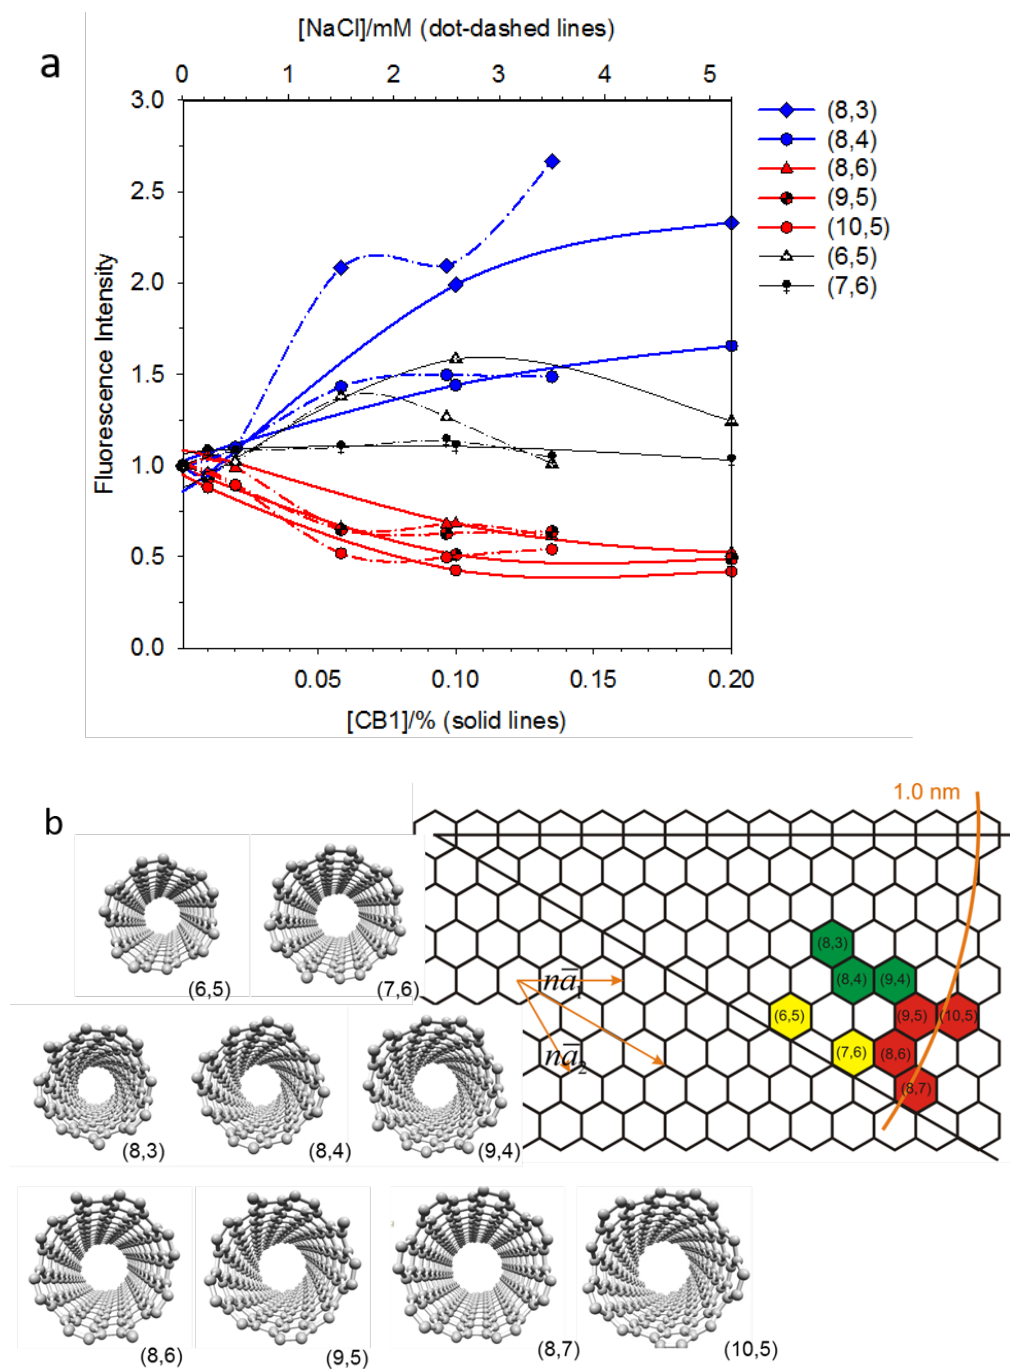 [NaCl]/mM (dot-dashed lines)
a
0 1 2 3 4 5
3.0
2.5
2.0
1.5
1.0
0.5
0.0
Fluorescence Intensity
(8,3)
(8,4)
(8,6)
(9,5)
(10,5)
(6,5)
(7,6)
0.05 0.10 0.15 0.20
[CB1]/% (solid lines)
b
1.0 nm
(6,5) (7,6)
(8,3) (8,4) (9,4)
(8,6) (9,5) (8,7) (10,5)
(8,3)
(8,4) (9,4)
(6,5) (9,5) (10,5)
(7,6) (8,6)
(8,7)
na̅1
na̅2